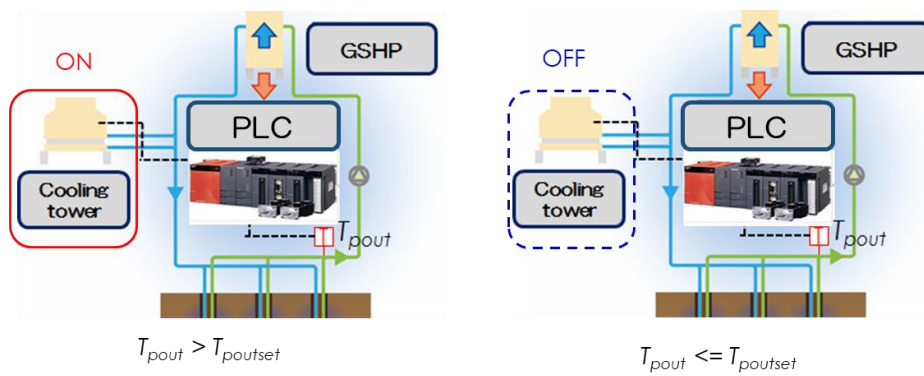 ON
GSHP
PLC
Cooling
tower
Tpout
Tpout > Tpoutset
OFF
GSHP
PLC
Cooling
tower
Tpout
Tpout <= Tpoutset